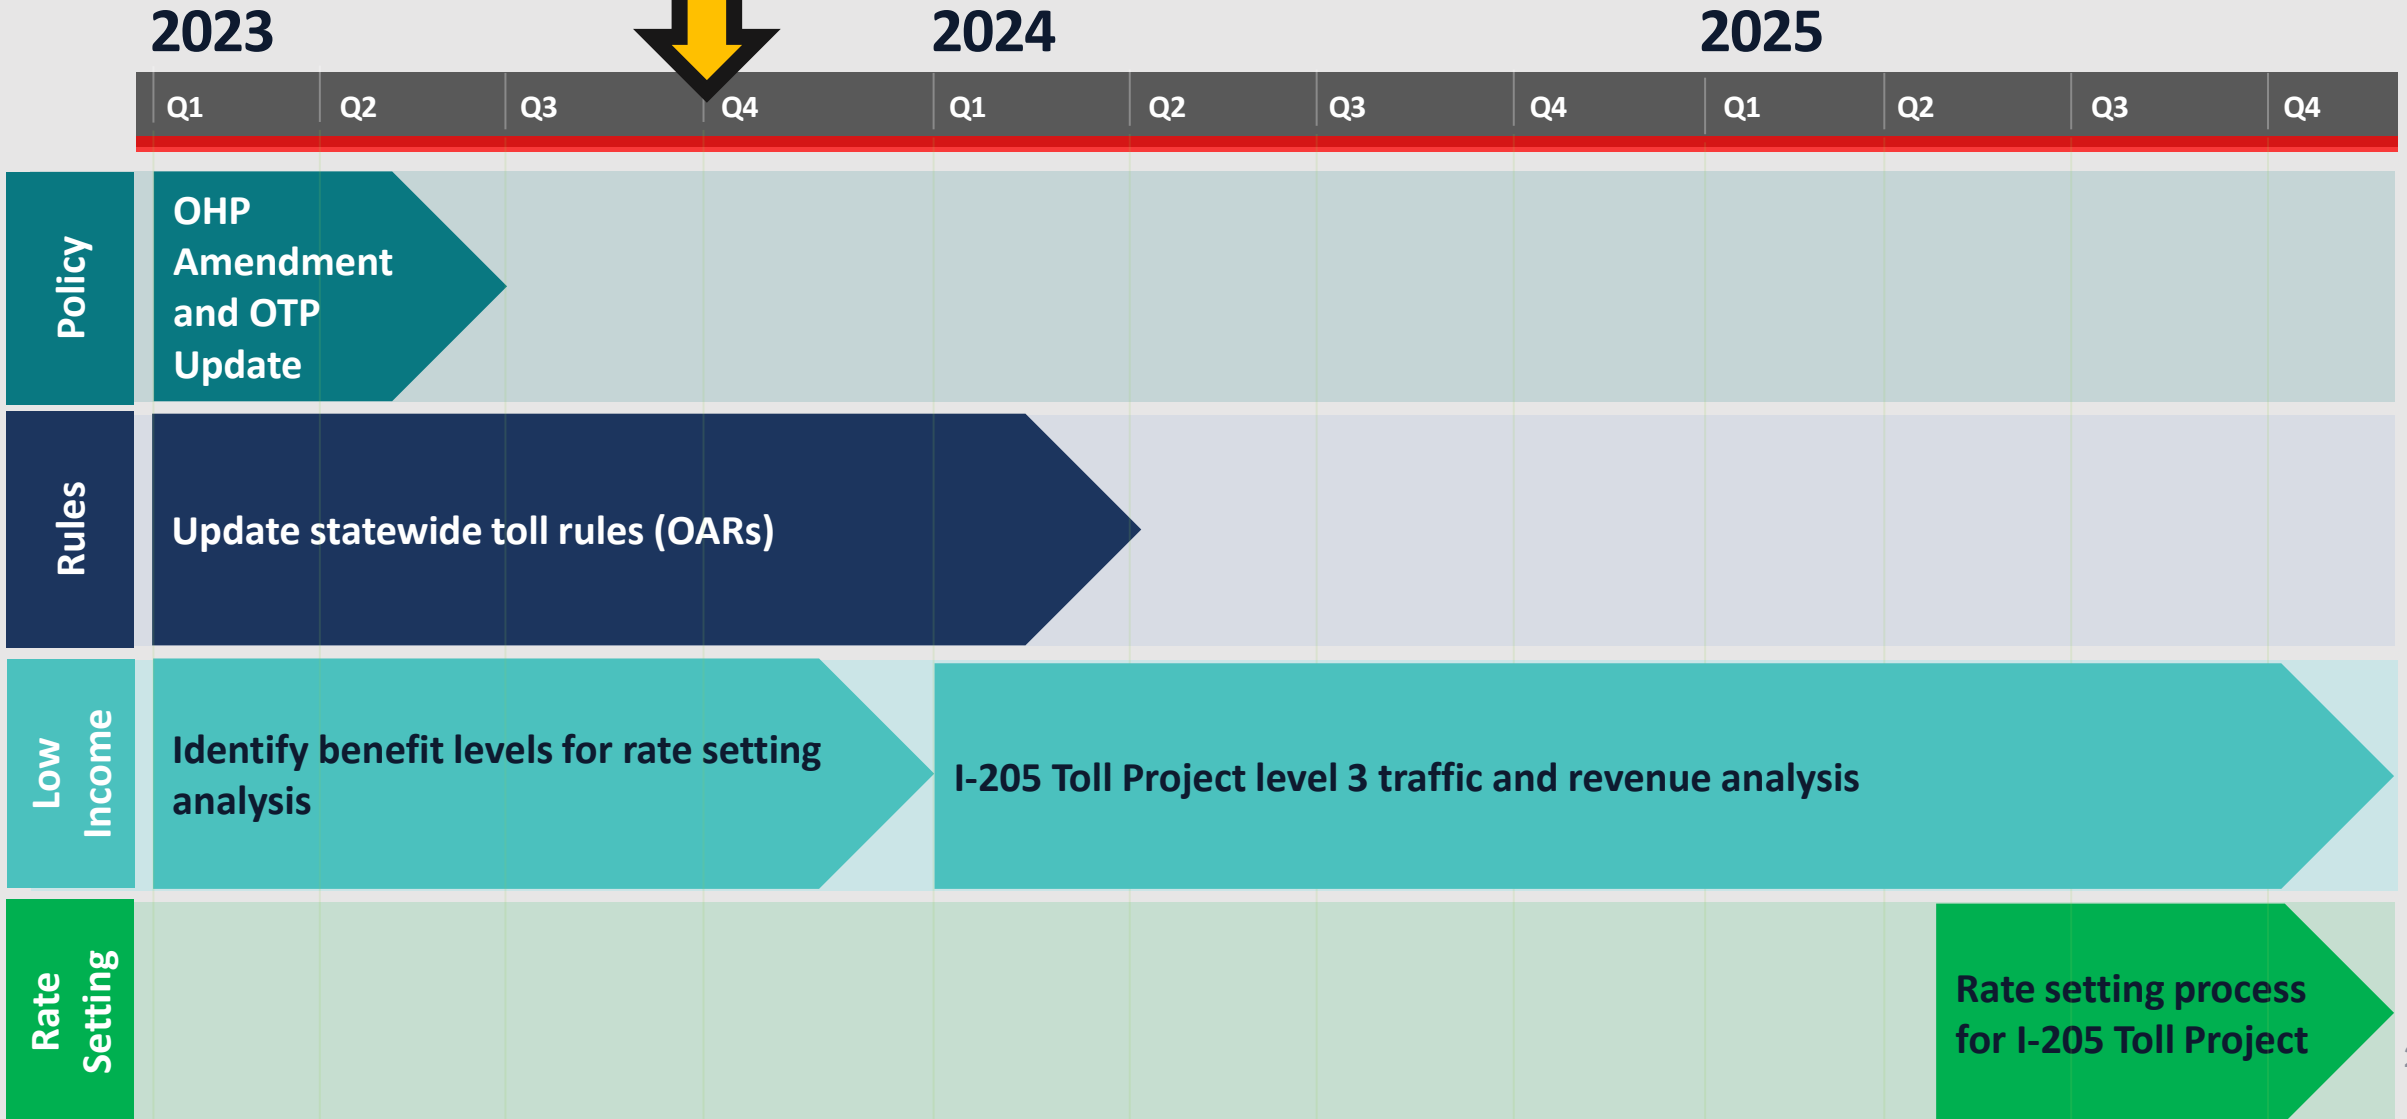 2023
2024
2025
Q1
Q2
Q3
Q4
Q1
Q2
Q3
Q4
Q1
Q2
Q3
Q4
Policy
OHP
Amendment
and OTP
Update
Rules
Update statewide toll rules (OARs)
Low
Income
Identify benefit levels for rate setting
analysis
I-205 Toll Project level 3 traffic and revenue analysis
Rate
Setting
Rate setting process
for I-205 Toll Project